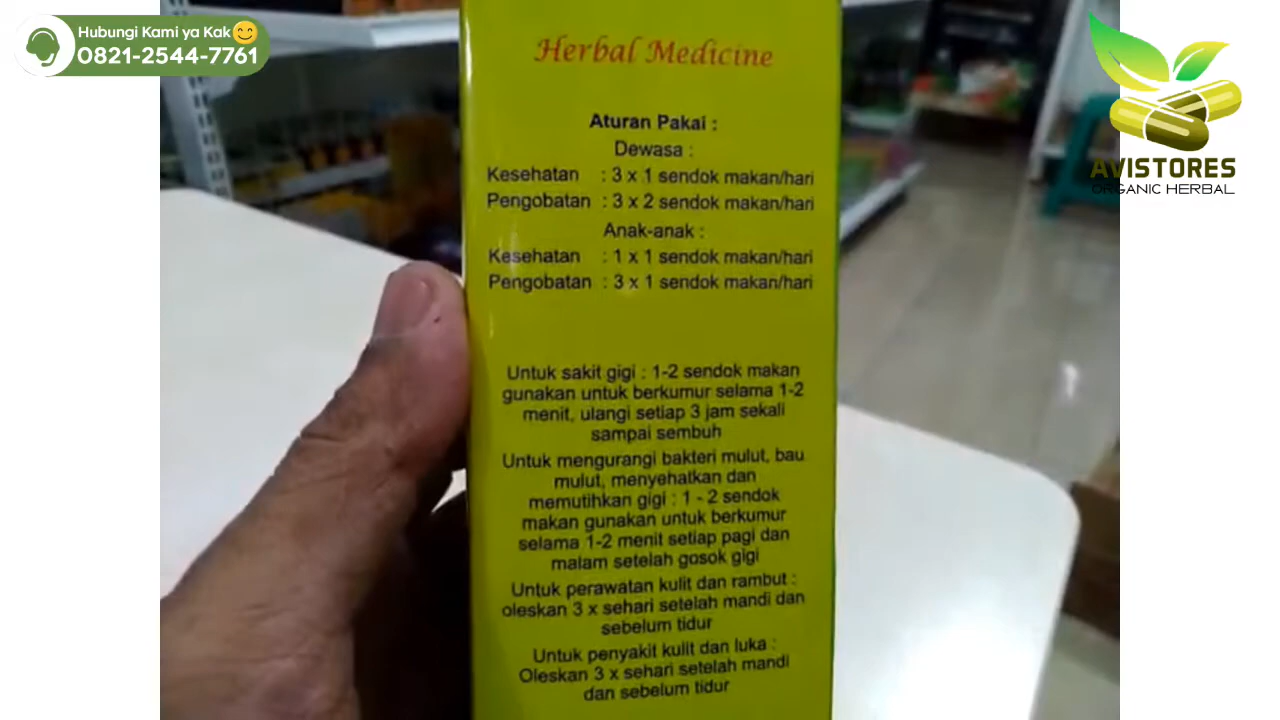 Hubungi Kami ya Kak😊
0821-2544-7761
AVISTORES
ORGANIC HERBAL
Herbal Medicine
Aturan Pakai :
Dewasa :
Kesehatan : 3 x 1 sendok makan/hari
Pengobatan : 3 x 2 sendok makan/hari
Anak-anak :
Kesehatan : 1 x 1 sendok makan/hari
Pengobatan : 3 x 1 sendok makan/hari
Untuk sakit gigi : 1-2 sendok makan
gunakan untuk berkumur selama 1-2
menit, ulangi setiap 3 jam sekali
sampai sembuh
Untuk mengurangi bakteri mulut, bau
mulut, menyehatkan dan
memutihkan gigi : 1 - 2 sendok
makan gunakan untuk berkumur
selama 1-2 menit setiap pagi dan
malam setelah gosok gigi
Untuk perawatan kulit dan rambut :
oleskan 3 x sehari setelah mandi dan
sebelum tidur
Untuk penyakit kulit dan luka :
Oleskan 3 x sehari setelah mandi
dan sebelum tidur